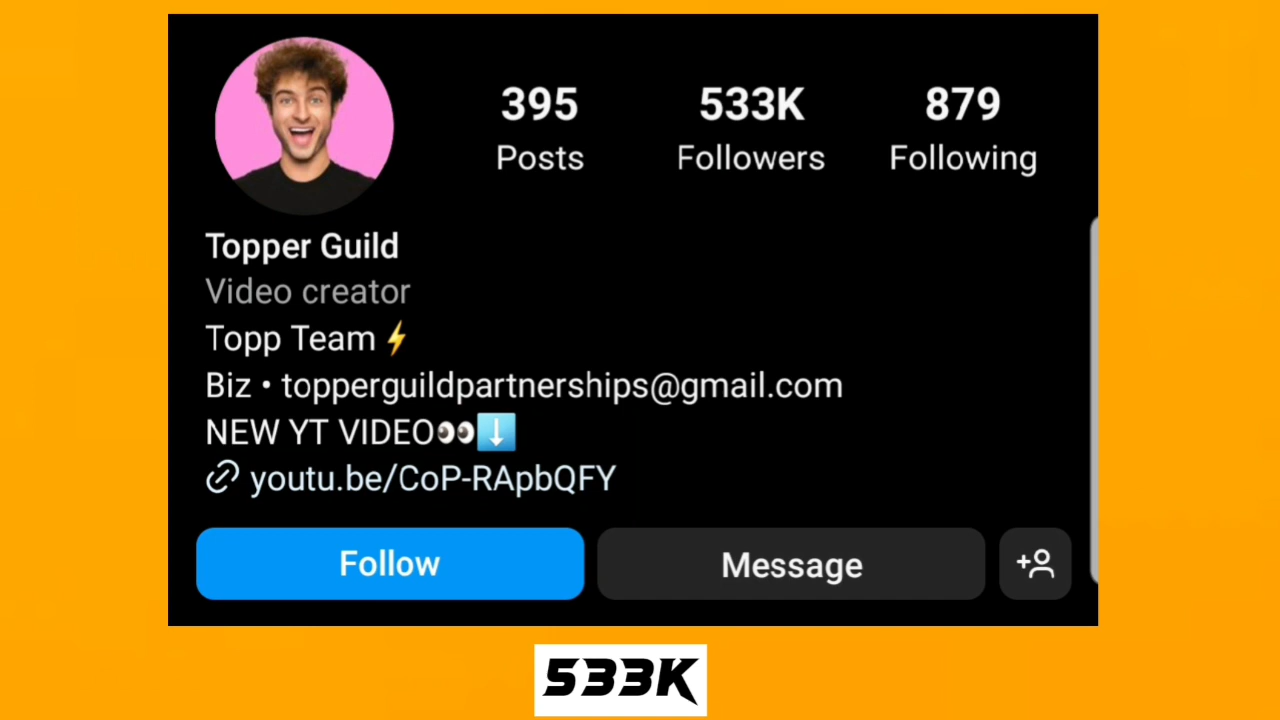 395 533K 879
Posts Followers Following
Topper Guild
Video creator
Topp Team⚡
Biz • topperguildpartnerships@gmail.com
NEW YT VIDEO👀⬇️
youtu.be/CoP-RApbQFY
Follow Message
533K